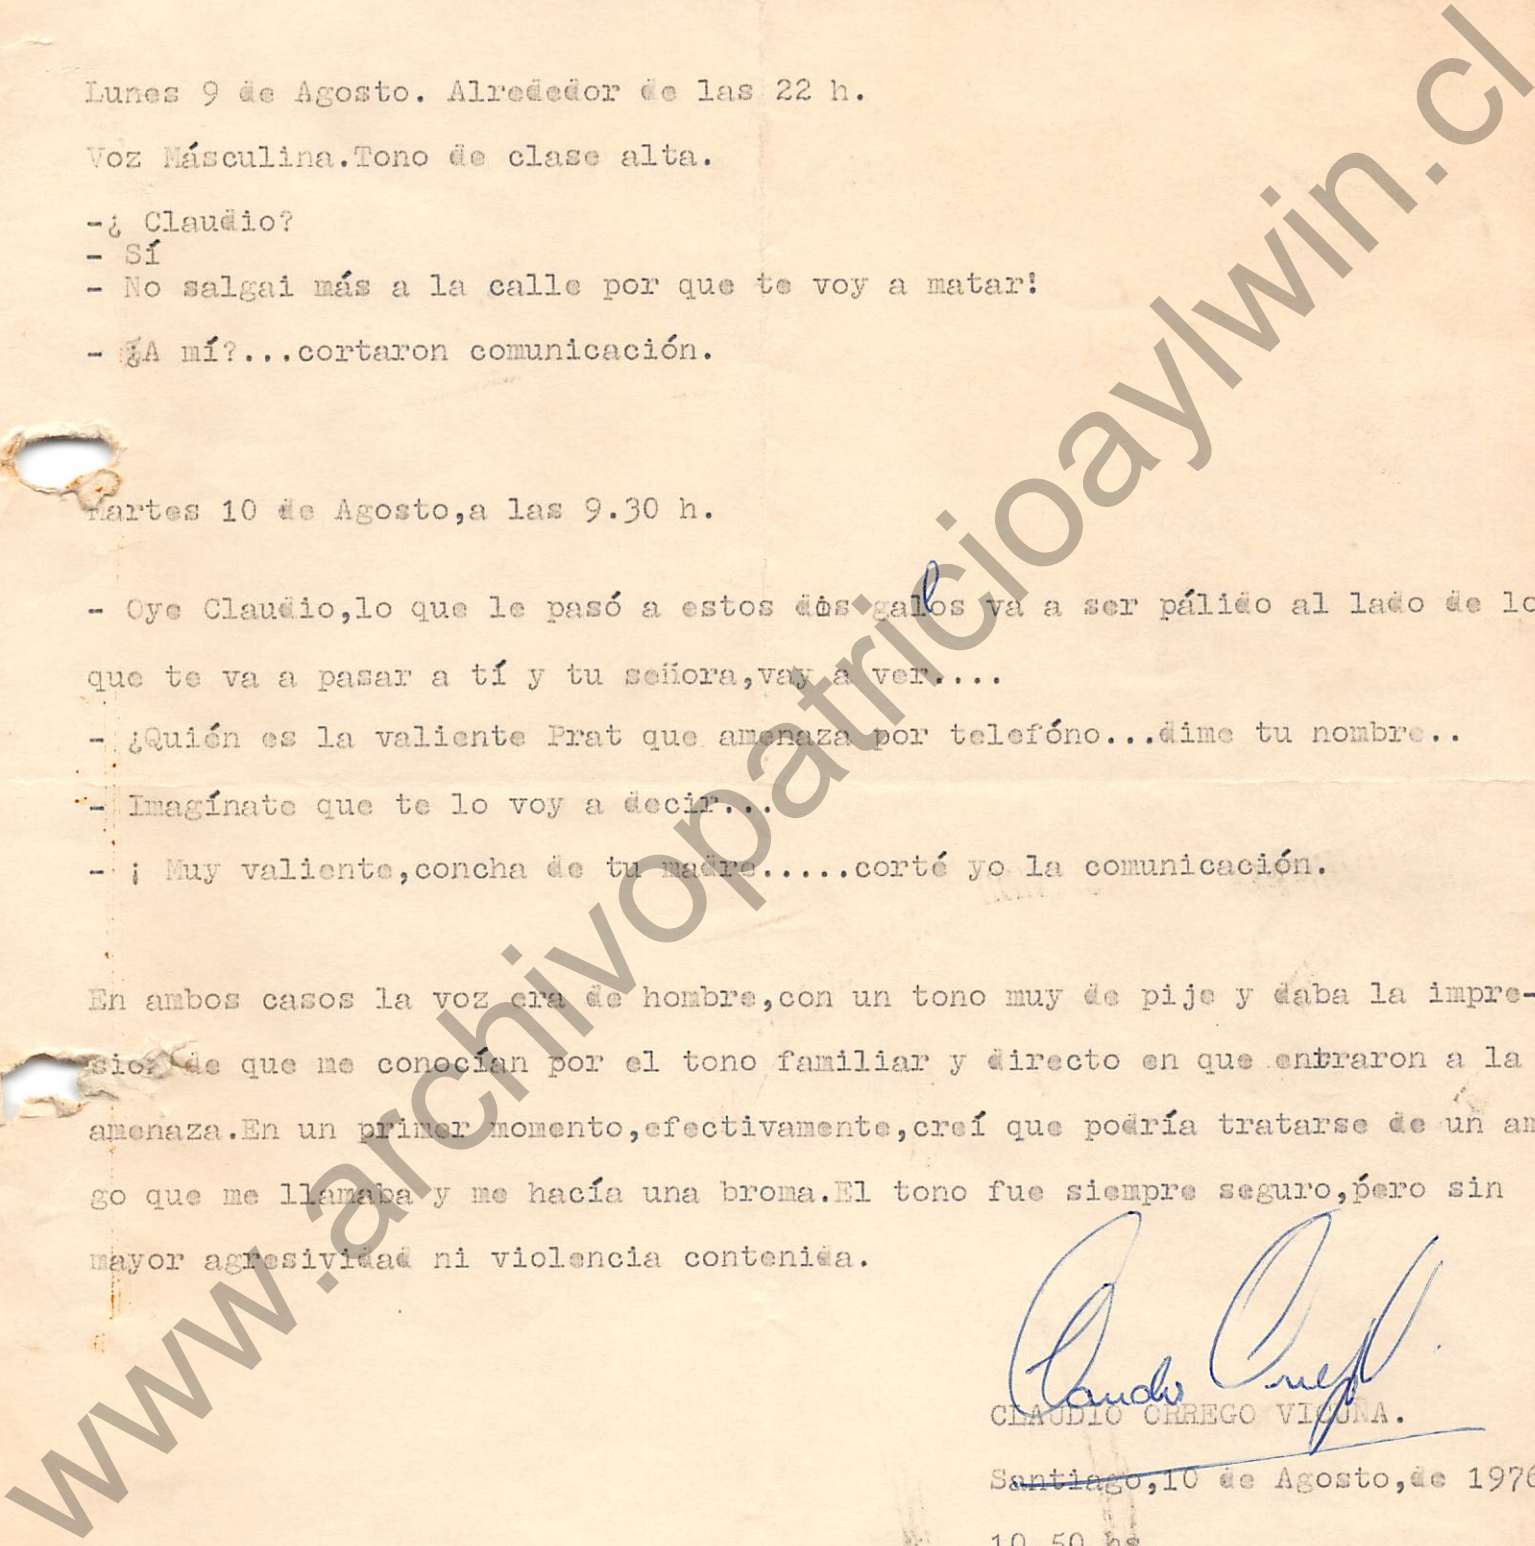 Lunes 9 de Agosto. Alrededor de las 22 h.
Voz Másculina.Tono de clase alta.
-¿ Claudio?
- Sí
- No salgai más a la calle por que te voy a matar!
- ¿A mí?...cortaron comunicación.
Martes 10 de Agosto,a las 9.30 h.
- Oye Claudio,lo que le pasó a estos dos gallos va a ser pálido al lado de lo
que te va a pasar a tí y tu señora,vay a ver....
- ¿Quién es la valiente Prat que amenaza por telefóno...dime tu nombre..
- Imagínate que te lo voy a decir...
- ¡ Muy valiente,concha de tu madre.....corté yo la comunicación.
En ambos casos la voz era de hombre,con un tono muy de pije y daba la impre-
sion de que me conocían por el tono familiar y directo en que entraron a la
amenaza.En un primer momento,efectivamente,creí que podría tratarse de un am
go que me llamaba y me hacía una broma.El tono fue siempre seguro,pero sin
mayor agresividad ni violencia contenida.
Claudio Orrego V.
CLAUDIO ORREGO VICUÑA.
Santiago,10 de Agosto,de 1976
10.50 hs
www.archivopatricioaylwin.cl